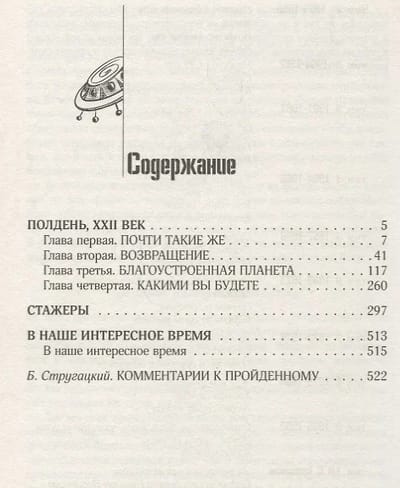 Содержание
ПОЛДЕНЬ, XXII ВЕК . . . . . . . . . . . . . . . . . . . . . . . . . . . . 5
Глава первая. ПОЧТИ ТАКИЕ ЖЕ . . . . . . . . . . . . . . . . . . 7
Глава вторая. ВОЗВРАЩЕНИЕ . . . . . . . . . . . . . . . . . . . . 41
Глава третья. БЛАГОУСТРОЕННАЯ ПЛАНЕТА . . . . . . . . . 117
Глава четвертая. КАКИМИ ВЫ БУДЕТЕ . . . . . . . . . . . . . 260
СТАЖЕРЫ . . . . . . . . . . . . . . . . . . . . . . . . . . . . . . . . . . 297
В НАШЕ ИНТЕРЕСНОЕ ВРЕМЯ . . . . . . . . . . . . . . . . . . . 513
В наше интересное время . . . . . . . . . . . . . . . . . . . . . . 515
Б. Стругацкий. КОММЕНТАРИИ К ПРОЙДЕННОМУ . . . . . . 522